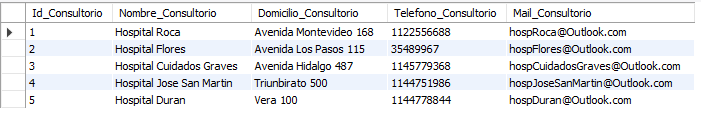 Id_Consultorio Nombre_Consultorio Domicilio_Consultorio Telefono_Consultorio Mail_Consultorio
1 Hospital Roca Avenida Montevideo 168 1122556688 hospRoca@Outlook.com
2 Hospital Flores Avenida Los Pasos 115 35489967 hospFlores@Outlook.com
3 Hospital Cuidados Graves Avenida Hidalgo 487 1145779368 hospCuidadosGraves@Outlook.com
4 Hospital Jose San Martin Triunbirato 500 1144751986 hospJoseSanMartin@Outlook.com
5 Hospital Duran Vera 100 1144778844 hospDuran@Outlook.com